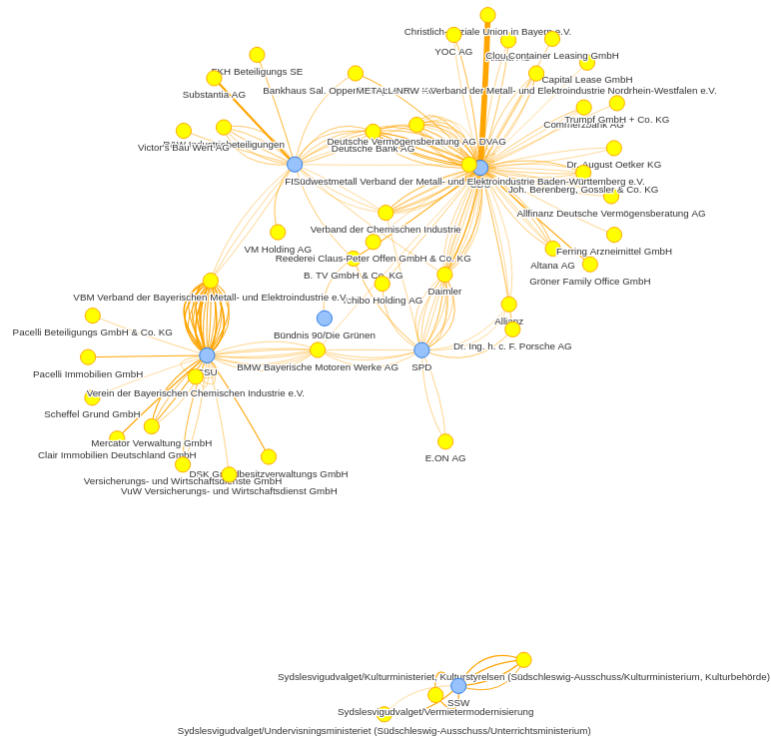 Christlich-Soziale Union in Bayern e.V.
YOC AG
Container Leasing GmbH
EKH Beteiligungs SE
Capital Lease GmbH
Substantia AG
Bankhaus Sal.
Verband der Metall- und Elektroindustrie Nordrhein-Westfalen e.V.
Trumpf GmbH + Co. KG
Commerzbank AG
Deutsche Vermögensberatung AG DVAG
Victor's Bau Wert AG
Deutsche Bank AG
Dr. August Oetker KG
Südwestmetall Verband der Metall- und Elektroindustrie Baden-Württemberg e.V.
Joh. Berenberg, Gossler & Co. KG
Allfinanz Deutsche Vermögensberatung AG
Verband der Chemischen Industrie
VM Holding AG
Ferring Arzneimittel GmbH
Reederei Claus-Peter Offen GmbH & Co. KG
Altana AG
B. TV GmbH & Co. KG
Gröner Family Office GmbH
Daimler
VBM Verband der Bayerischen Metall- und Elektroindustrie e.V.
Holding AG
Allianz
Pacelli Beteiligungs GmbH & Co. KG
Bündnis 90/Die Grünen
Dr. Ing. h. c. F. Porsche AG
BMW Bayerische Motoren Werke AG
SPD
CSU
Pacelli Immobilien GmbH
Verein der Bayerischen Chemischen Industrie e.V.
Scheffel Grund GmbH
Mercator Verwaltung GmbH
Clair Immobilien Deutschland GmbH
E.ON AG
DSK Grundbesitzverwaltungs GmbH
Versicherungs- und Wirtschaftsdienste GmbH
VuW Versicherungs- und Wirtschaftsdienst GmbH
Sydslesvigudvalget/Kulturministeriet, Kulturstyrelsen (Südschleswig-Ausschuss/Kulturministerium, Kulturbehörde)
SSW
Sydslesvigudvalget/Vermietermodernisierung
Sydslesvigudvalget/Undervisningsministeriet (Südschleswig-Ausschuss/Unterrichtsministerium)